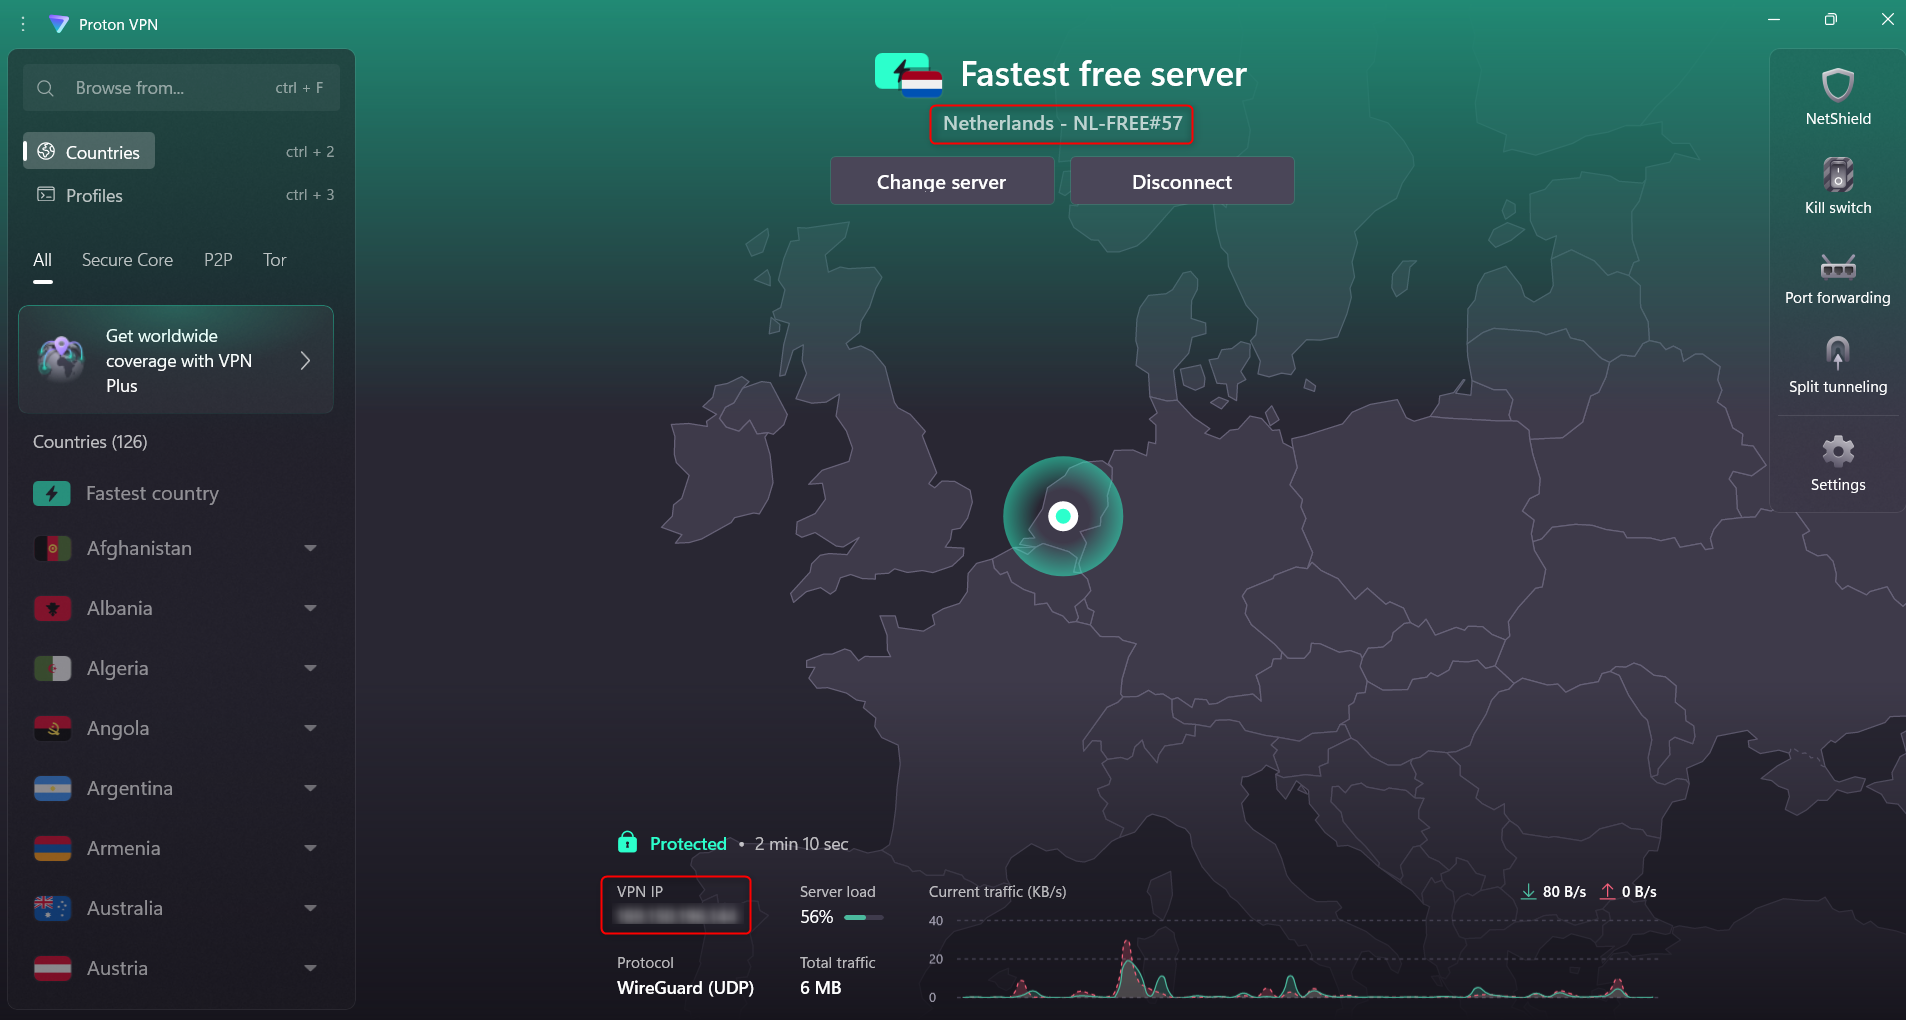 Proton VPN
Browse from... ctrl + F
Countries ctrl + 2
Profiles ctrl + 3
All Secure Core P2P Tor
Get worldwide
coverage with VPN
Plus
Countries (126)
Fastest country
Afghanistan
Albania
Algeria
Angola
Argentina
Armenia
Australia
Austria
Fastest free server
Netherlands - NL-FREE#57
Change server Disconnect
Protected • 2 min 10 sec
VPN IP
Server load
56%
Protocol
WireGuard (UDP)
Total traffic
6 MB
Current traffic (KB/s) 80 B/s 0 B/s
40
20
0
NetShield
Kill switch
Port forwarding
Split tunneling
Settings